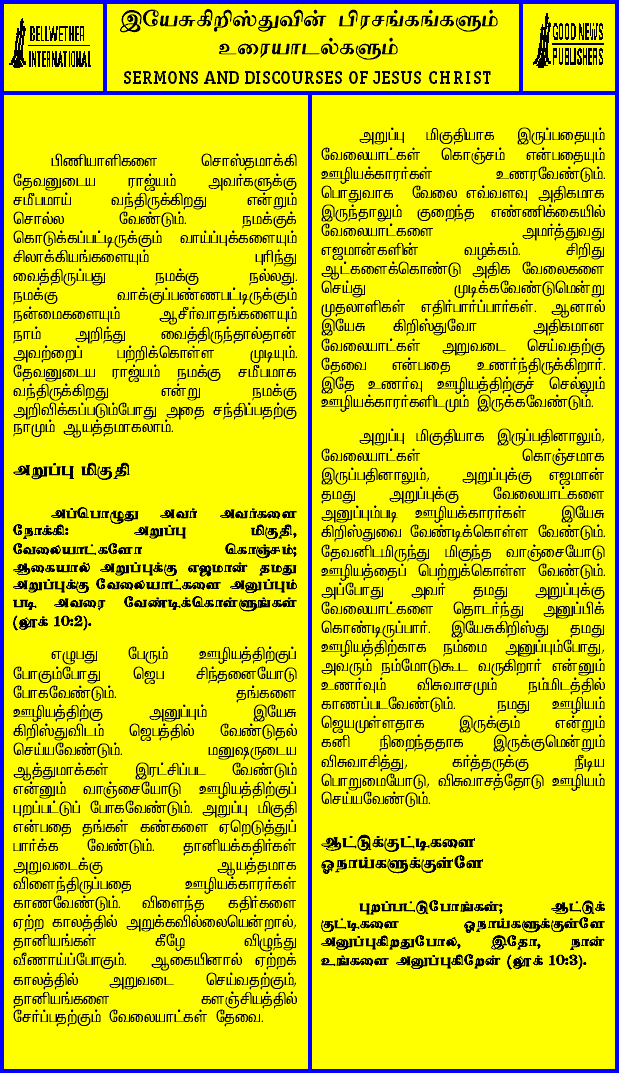 BELLWETHER
INTERNATIONAL
இயேசுகிறிஸ்துவின் பிரசங்கங்களும்
உரையாடல்களும்
SERMONS AND DISCOURSES OF JESUS CHRIST
GOOD NEWS
PUBLISHERS
பிணியாளிகளை சொஸ்தமாக்கி
தேவனுடைய ராஜ்யம் அவர்களுக்கு
சமீபமாய் வந்திருக்கிறது என்றும்
சொல்ல வேண்டும். நமக்குக்
கொடுக்கப்பட்டிருக்கும் வாய்ப்புக்களையும்
சிலாக்கியங்களையும் புரிந்து
வைத்திருப்பது நமக்கு நல்லது.
நமக்கு வாக்குப்பண்ணபட்டிருக்கும்
நன்மைகளையும் ஆசீர்வாதங்களையும்
நாம் அறிந்து வைத்திருந்தால்தான்
அவற்றைப் பற்றிக்கொள்ள முடியும்.
தேவனுடைய ராஜ்யம் நமக்கு சமீபமாக
வந்திருக்கிறது என்று நமக்கு
அறிவிக்கப்படும்போது அதை சந்திப்பதற்கு
நாமும் ஆயத்தமாகலாம்.
அறுப்பு மிகுதி
அப்பொழுது அவர் அவர்களை
நோக்கி: அறுப்பு மிகுதி,
வேலையாட்களோ கொஞ்சம்;
ஆகையால் அறுப்புக்கு எஜமான் தமது
அறுப்புக்கு வேலையாட்களை அனுப்பும்
படி அவரை வேண்டிக்கொள்ளுங்கள்
(லூக் 10:2).
எழுபது பேரும் ஊழியத்திற்குப்
போகும்போது ஜெப சிந்தனையோடு
போகவேண்டும். தங்களை
ஊழியத்திற்கு அனுப்பும் இயேசு
கிறிஸ்துவிடம் ஜெபத்தில் வேண்டுதல்
செய்யவேண்டும். மனுஷருடைய
ஆத்துமாக்கள் இரட்சிப்பட வேண்டும்
என்னும் வாஞ்சையோடு ஊழியத்திற்குப்
புறப்பட்டுப் போகவேண்டும். அறுப்பு மிகுதி
என்பதை தங்கள் கண்களை ஏறெடுத்துப்
பார்க்க வேண்டும். தானியக்கதிர்கள்
அறுவடைக்கு ஆயத்தமாக
விளைந்திருப்பதை ஊழியக்காரர்கள்
காணவேண்டும். விளைந்த கதிர்களை
ஏற்ற காலத்தில் அறுக்கவில்லையென்றால்,
தானியங்கள் கீழே விழுந்து
வீணாய்ப்போகும். ஆகையினால் ஏற்றக்
காலத்தில் அறுவடை செய்வதற்கும்,
தானியங்களை களஞ்சியத்தில்
சேர்ப்பதற்கும் வேலையாட்கள் தேவை.
அறுப்பு மிகுதியாக இருப்பதையும்
வேலையாட்கள் கொஞ்சம் என்பதையும்
ஊழியக்காரர்கள் உணரவேண்டும்.
பொதுவாக வேலை எவ்வளவு அதிகமாக
இருந்தாலும் குறைந்த எண்ணிக்கையில்
வேலையாட்களை அமர்த்துவது
எஜமான்களின் வழக்கம். சிறிது
ஆட்களைக்கொண்டு அதிக வேலைகளை
செய்து முடிக்கவேண்டுமென்று
முதலாளிகள் எதிர்பார்ப்பார்கள். ஆனால்
இயேசு கிறிஸ்துவோ அதிகமான
வேலையாட்கள் அறுவடை செய்வதற்கு
தேவை என்பதை உணர்ந்திருக்கிறார்.
இதே உணர்வு ஊழியத்திற்குச் செல்லும்
ஊழியக்காரர்களிடமும் இருக்கவேண்டும்.
அறுப்பு மிகுதியாக இருப்பதினாலும்,
வேலையாட்கள் கொஞ்சமாக
இருப்பதினாலும், அறுப்புக்கு எஜமான்
தமது அறுப்புக்கு வேலையாட்களை
அனுப்பும்படி ஊழியக்காரர்கள் இயேசு
கிறிஸ்துவை வேண்டிக்கொள்ள வேண்டும்.
தேவனிடமிருந்து மிகுந்த வாஞ்சையோடு
ஊழியத்தைப் பெற்றுக்கொள்ள வேண்டும்.
அப்போது அவர் தமது அறுப்புக்கு
வேலையாட்களை தொடர்ந்து அனுப்பிக்
கொண்டிருப்பார். இயேசுகிறிஸ்து தமது
ஊழியத்திற்காக நம்மை அனுப்பும்போது,
அவரும் நம்மோடுகூட வருகிறார் என்னும்
உணர்வும் விசுவாசமும் நம்மிடத்தில்
காணப்படவேண்டும். நமது ஊழியம்
ஜெயமுள்ளதாக இருக்கும் என்றும்
கனி நிறைந்ததாக இருக்குமென்றும்
விசுவாசித்து, கர்த்தருக்கு நீடிய
பொறுமையோடு, விசுவாசத்தோடு ஊழியம்
செய்யவேண்டும்.
ஆட்டுக்குட்டிகளை
ஓநாய்களுக்குள்ளே
புறப்பட்டுபோங்கள்; ஆட்டுக்
குட்டிகளை ஓநாய்களுக்குள்ளே
அனுப்புகிறதுபோல, இதோ, நான்
உங்களை அனுப்புகிறேன் (லூக் 10:3).